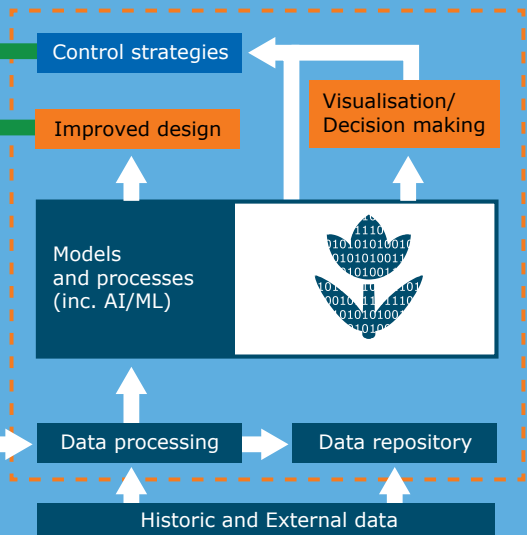 Control strategies
Visualisation/
Decision making
Improved design
Models
and processes
(inc. AI/ML)
Data processing
Data repository
Historic and External data